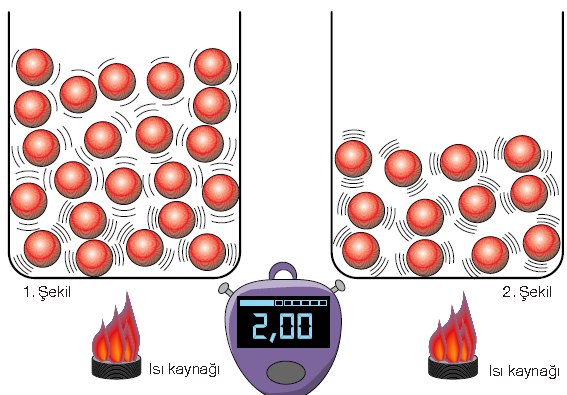 1. Şekil
2. Şekil
2,00
Isı kaynağı
Isı kaynağı